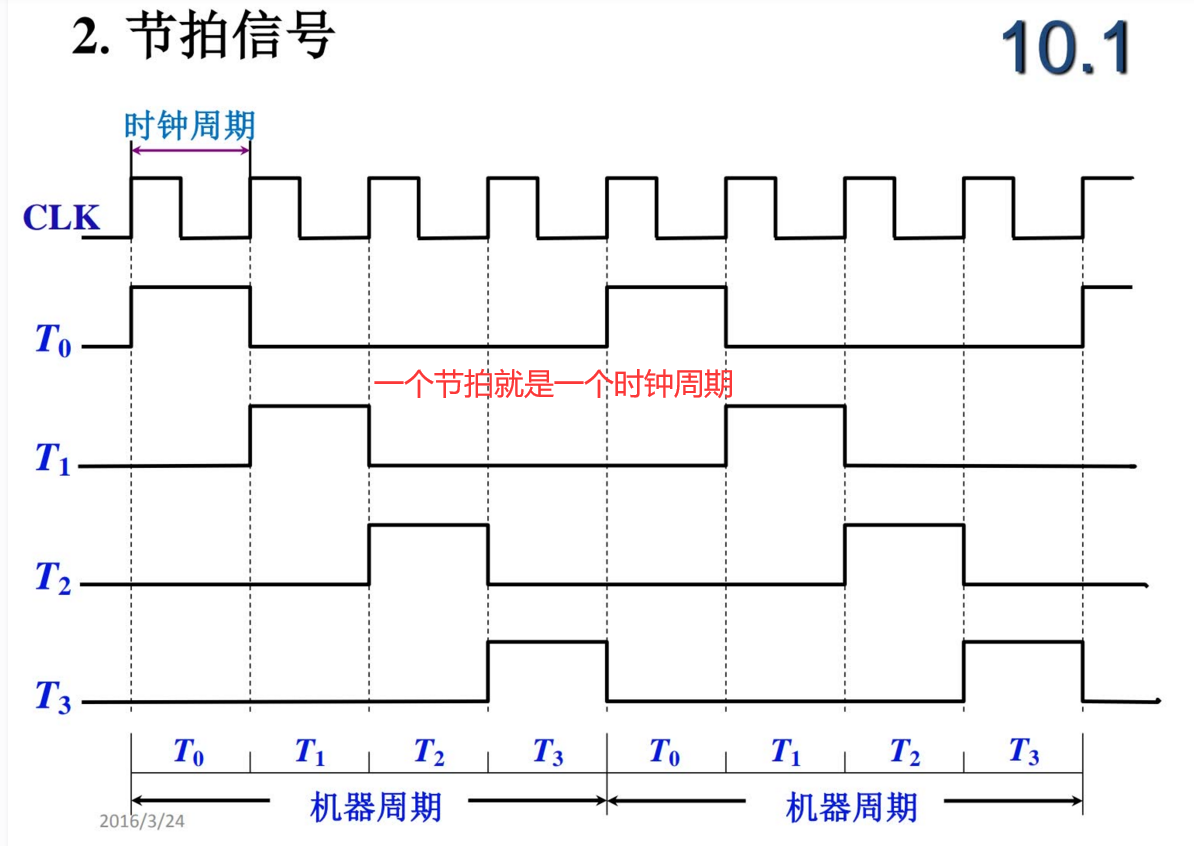 2. 节拍信号
10.1
时钟周期
CLK
T0
一个节拍就是一个时钟周期
T1
T2
T3
T0 T1 T2 T3 T0 T1 T2 T3
机器周期 机器周期
2016/3/24